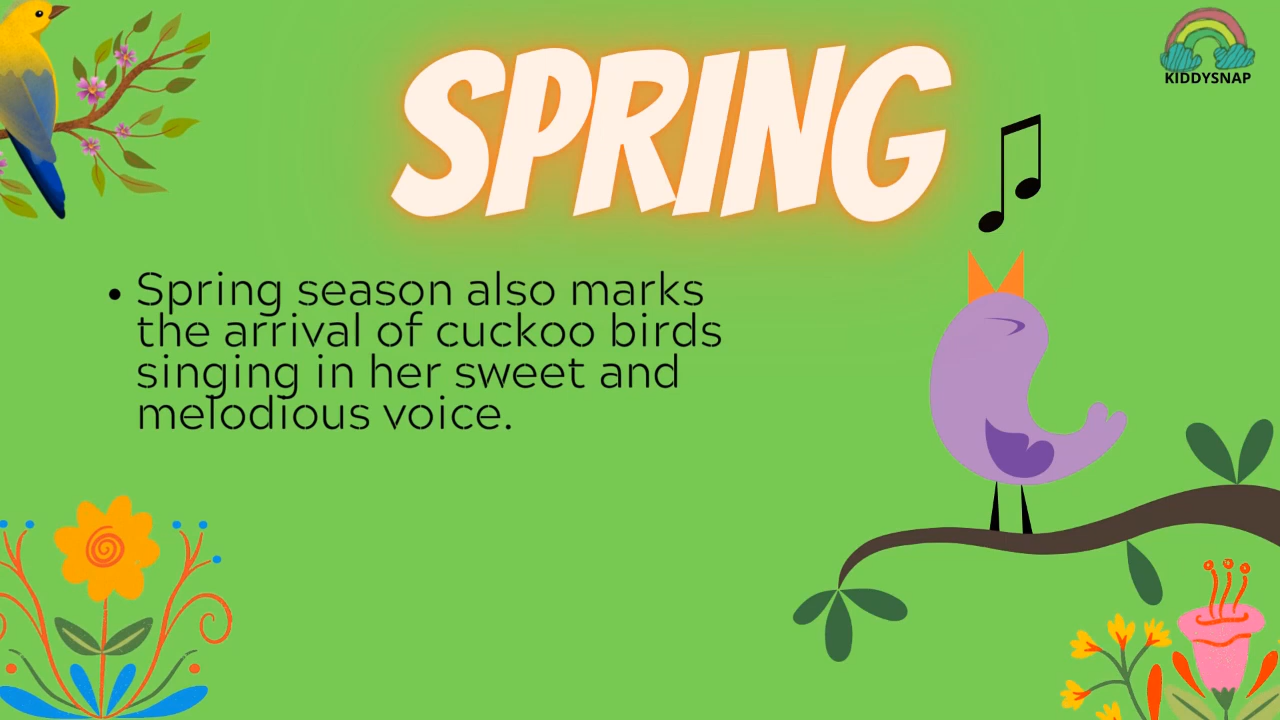 SPRING
KIDDYSNAP
• Spring season also marks
the arrival of cuckoo birds
singing in her sweet and
melodious voice.